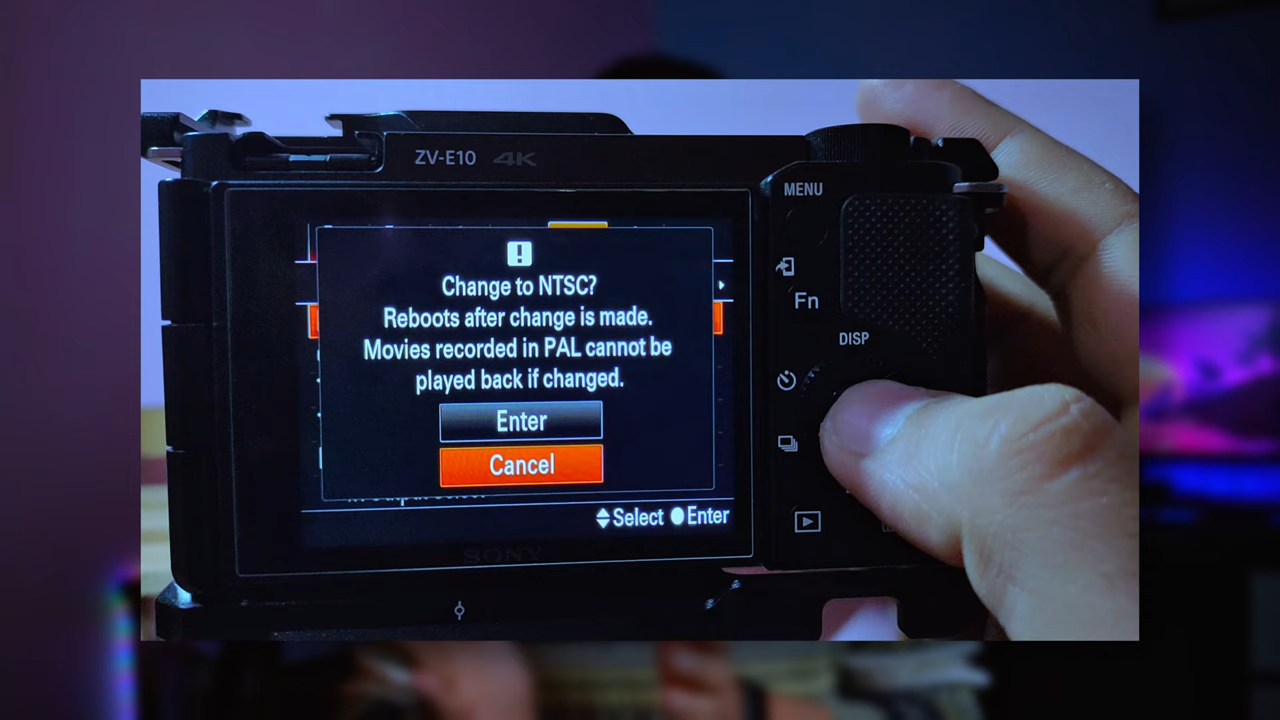 ZV-E10 4K
MENU
!
Change to NTSC?
Reboots after change is made.
Movies recorded in PAL cannot be
played back if changed.
Enter
Cancel
Select Enter
Fn
DISP
SONY